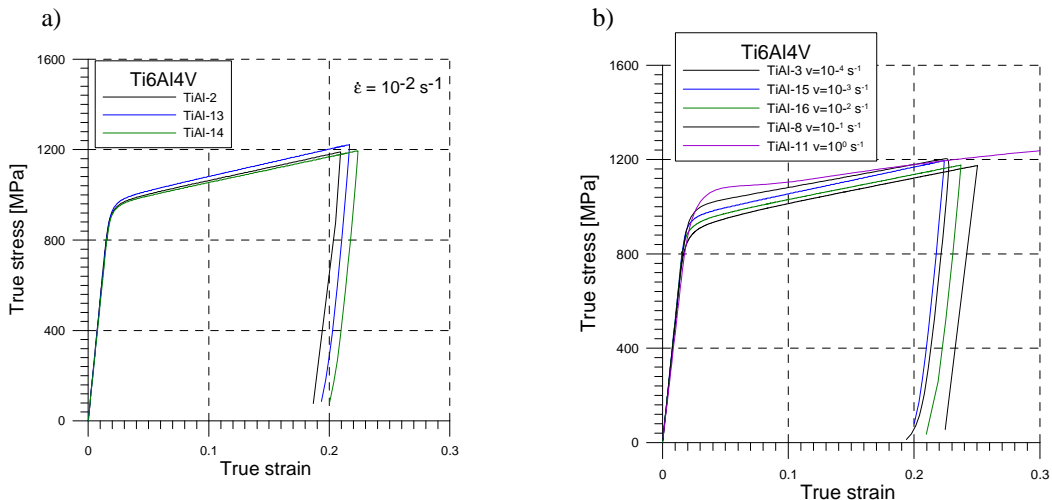 a)
Ti6Al4V
TiAl-2
TiAl-13
TiAl-14
ε̇ = 10⁻² s⁻¹
1600
1200
800
400
0
True stress [MPa]
0
0.1
0.2
0.3
True strain
b)
Ti6Al4V
TiAl-3 v=10-⁴ s⁻¹
TiAl-15 v=10-³ s⁻¹
TiAl-16 v=10-² s⁻¹
TiAl-8 v=10-¹ s⁻¹
TiAl-11 v=10⁰ s⁻¹
1600
1200
800
400
0
True stress [MPa]
0
0.1
0.2
0.3
True strain